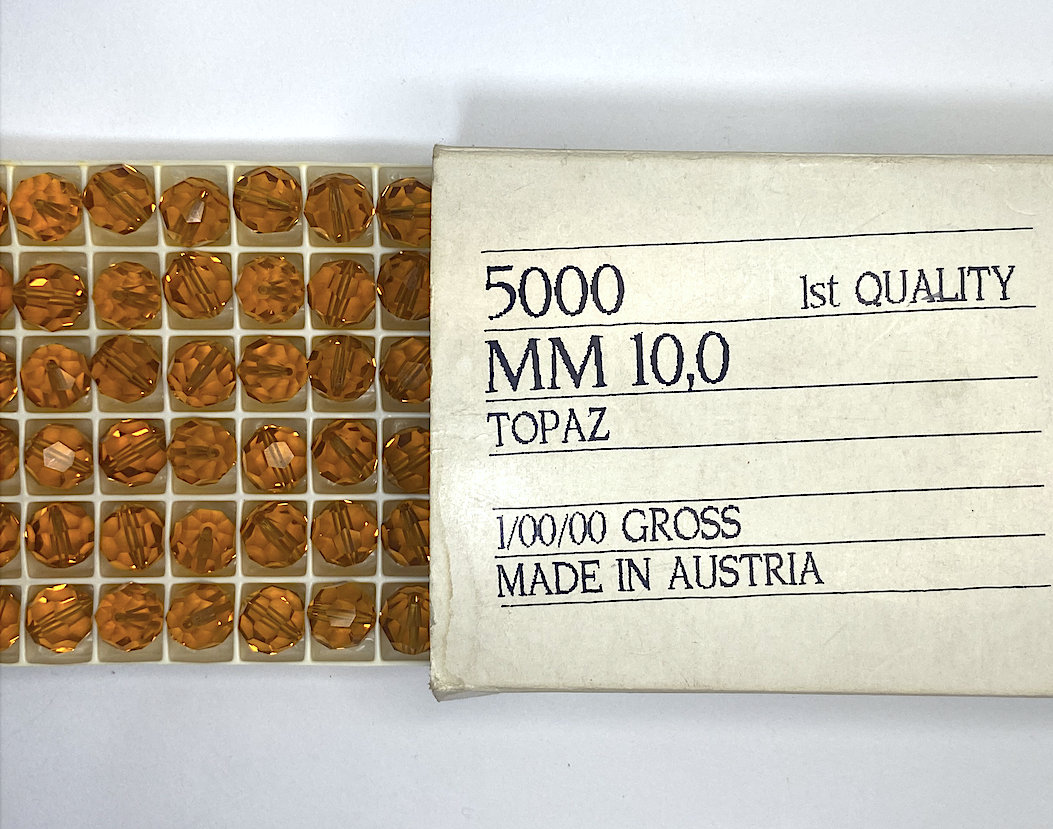 5000 1st QUALITY
MM 10,0
TOPAZ
1/00/00 GROSS
MADE IN AUSTRIA